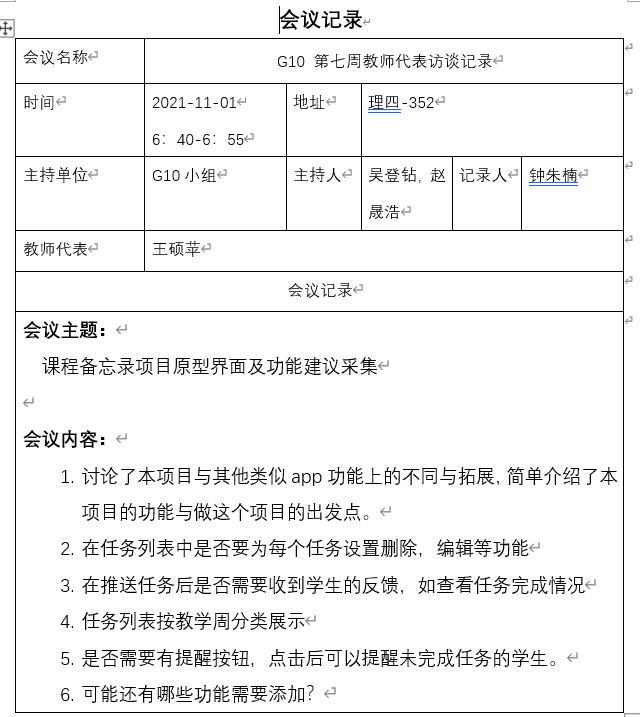 会议记录
会议名称
G10 第七周教师代表访谈记录
时间
2021-11-01
6：40-6：55
地址
理四-352
主持单位
G10 小组
主持人
吴登钻，赵
晟浩
记录人
钟朱楠
教师代表
王硕苹
会议记录
会议主题：
课程备忘录项目原型界面及功能建议采集
会议内容：
1. 讨论了本项目与其他类似 app 功能上的不同与拓展，简单介绍了本
项目的功能与做这个项目的出发点。
2. 在任务列表中是否要为每个任务设置删除，编辑等功能
3. 在推送任务后是否需要收到学生的反馈，如查看任务完成情况
4. 任务列表按教学周分类展示
5. 是否需要有提醒按钮，点击后可以提醒未完成任务的学生。
6. 可能还有哪些功能需要添加？